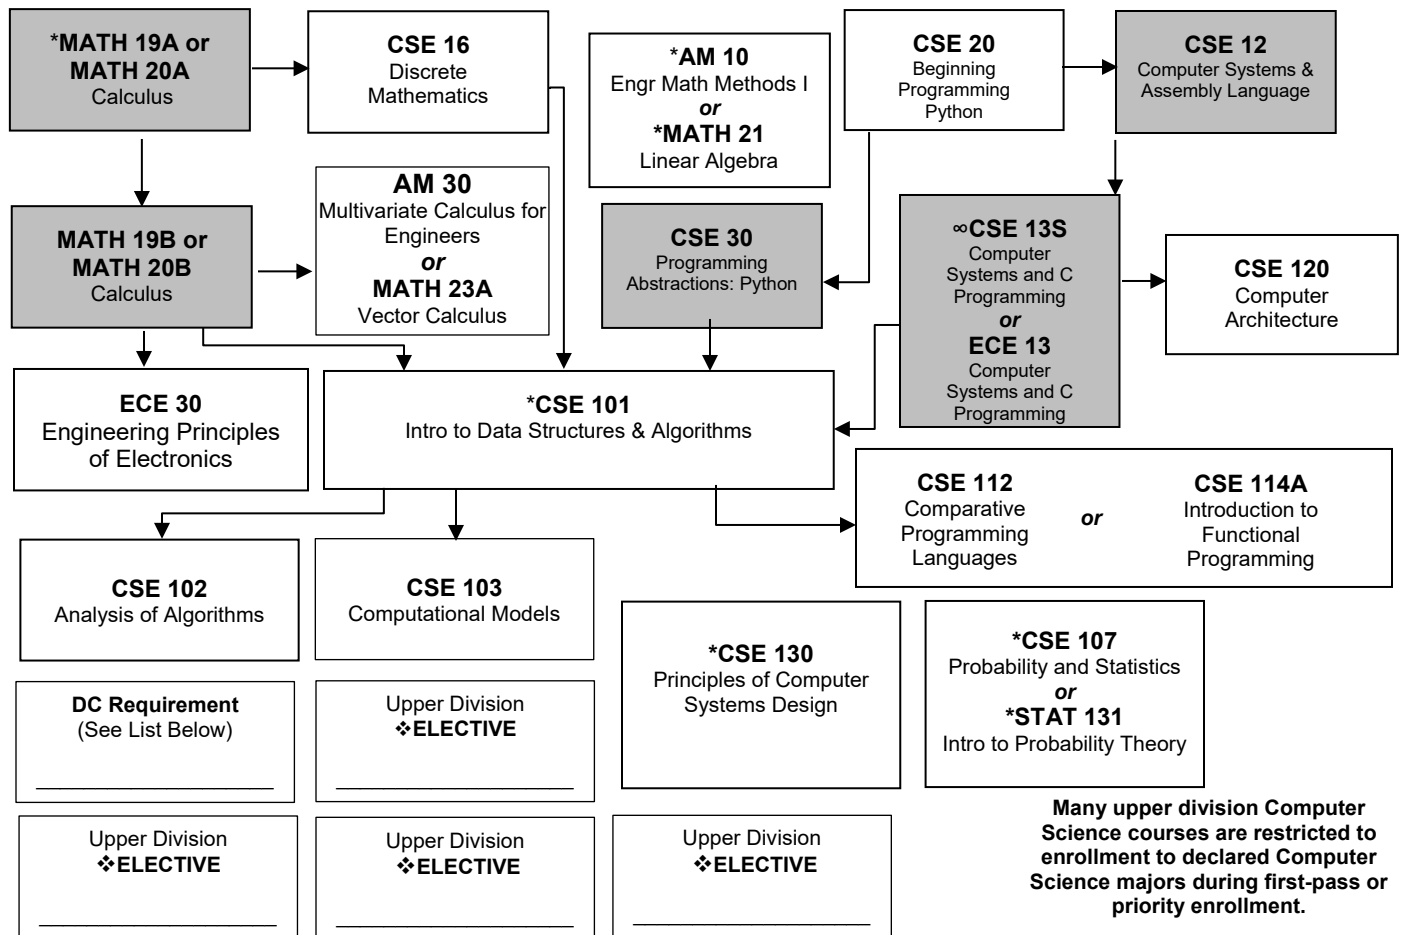 *MATH 19A or
MATH 20A
Calculus
CSE 16
Discrete
Mathematics
*AM 10
Engr Math Methods I
or
*MATH 21
Linear Algebra
CSE 20
Beginning
Programming
Python
CSE 12
Computer Systems &
Assembly Language
MATH 19B or
MATH 20B
Calculus
AM 30
Multivariate Calculus for
Engineers
or
MATH 23A
Vector Calculus
CSE 30
Programming
Abstractions: Python
∞CSE 13S
Computer
Systems and C
Programming
or
ECE 13
Computer
Systems and C
Programming
CSE 120
Computer
Architecture
ECE 30
Engineering Principles
of Electronics
*CSE 101
Intro to Data Structures & Algorithms
CSE 112
Comparative
Programming
Languages
or
CSE 114A
Introduction to
Functional
Programming
CSE 102
Analysis of Algorithms
CSE 103
Computational Models
*CSE 130
Principles of Computer
Systems Design
*CSE 107
Probability and Statistics
or
*STAT 131
Intro to Probability Theory
DC Requirement
(See List Below)
Upper Division
❖ELECTIVE
Upper Division
❖ELECTIVE
Upper Division
❖ELECTIVE
Upper Division
❖ELECTIVE
Many upper division Computer
Science courses are restricted to
enrollment to declared Computer
Science majors during first-pass or
priority enrollment.